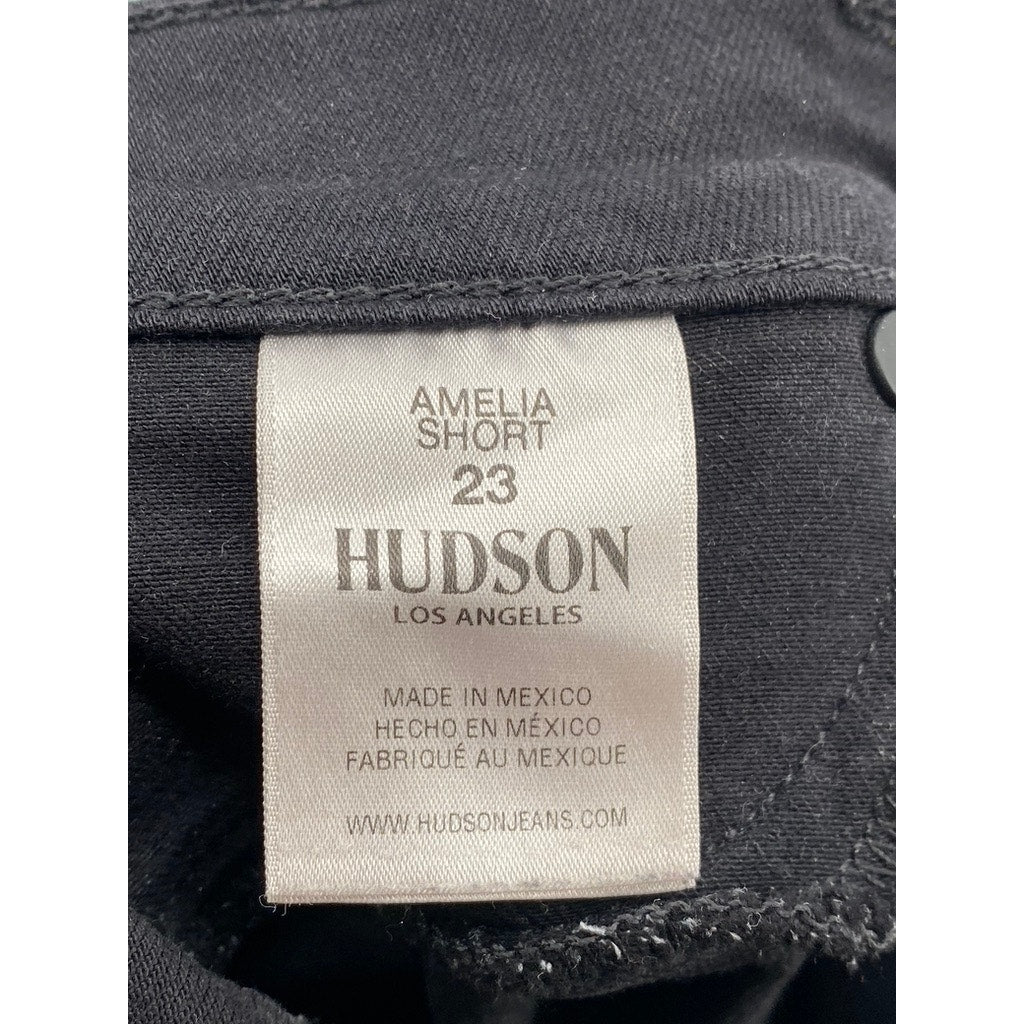 AMELIA
SHORT
23
HUDSON
LOS ANGELES
MADE IN MEXICO
HECHO EN MÉXICO
FABRIQUÉ AU MEXIQUE
WWW.HUDSONJEANS.COM